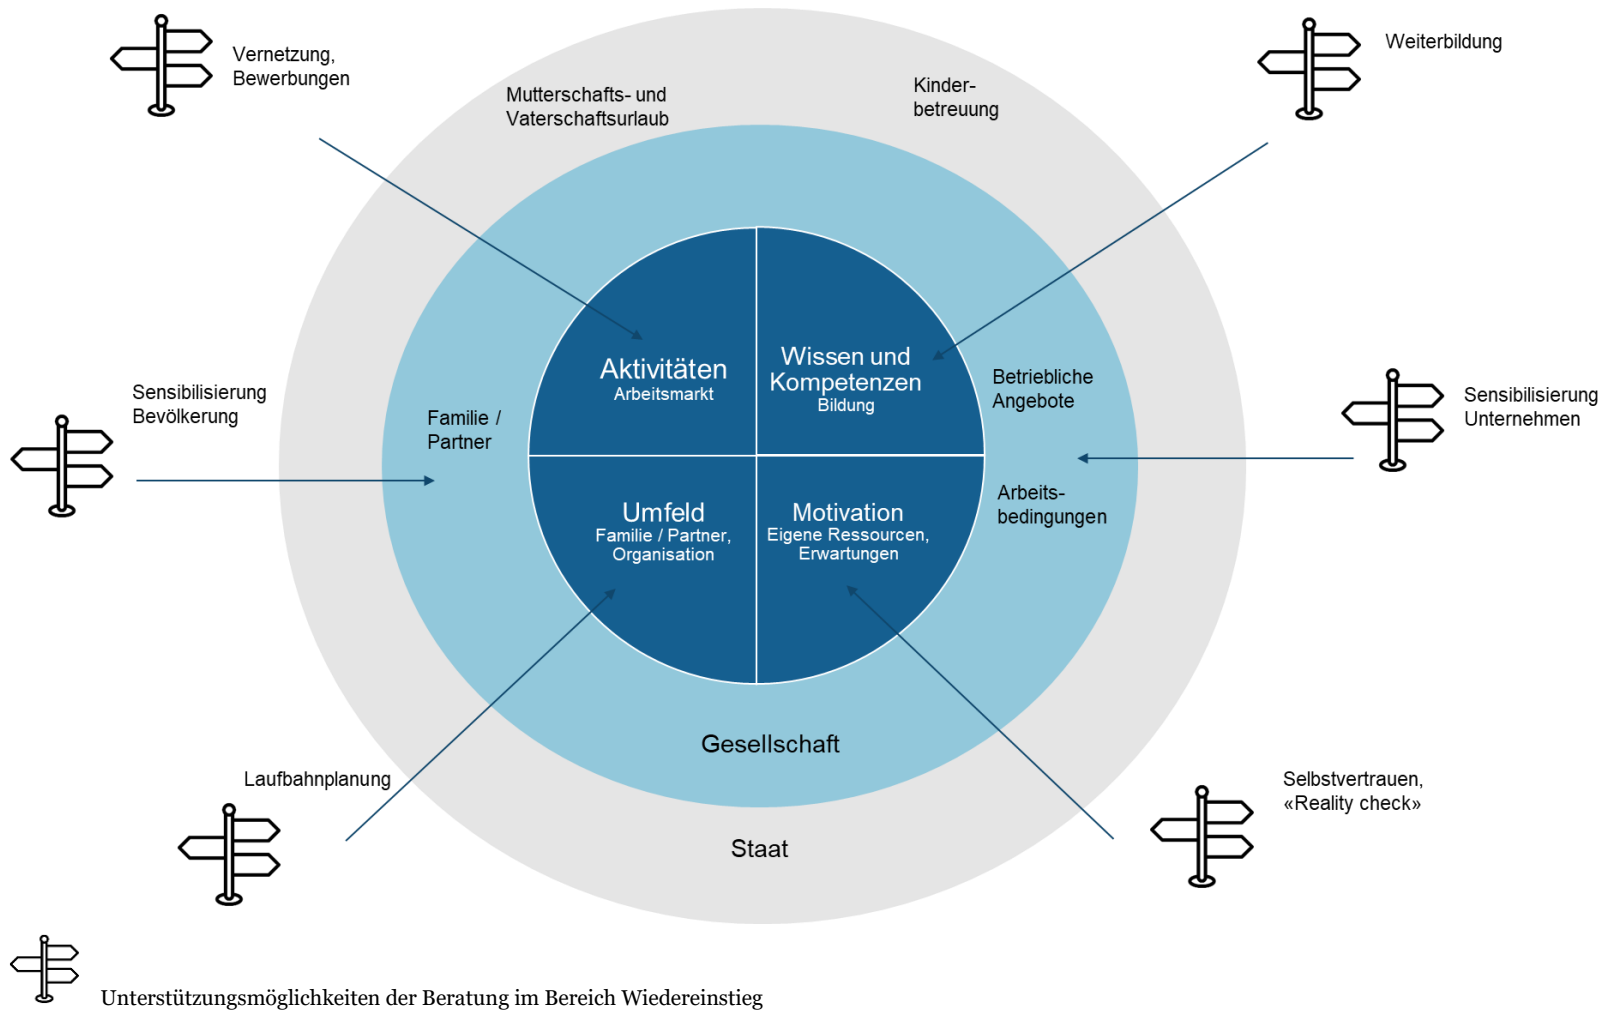 Vernetzung,
Bewerbungen
Weiterbildung
Mutterschafts- und
Vaterschaftsurlaub
Kinder-
betreuung
Sensibilisierung
Bevölkerung
Familie /
Partner
Aktivitäten
Arbeitsmarkt
Wissen und
Kompetenzen
Bildung
Betriebliche
Angebote
Sensibilisierung
Unternehmen
Umfeld
Familie / Partner,
Organisation
Motivation
Eigene Ressourcen,
Erwartungen
Arbeits-
bedingungen
Gesellschaft
Laufbahnplanung
Staat
Selbstvertrauen,
«Reality check»
Unterstützungsmöglichkeiten der Beratung im Bereich Wiedereinstieg